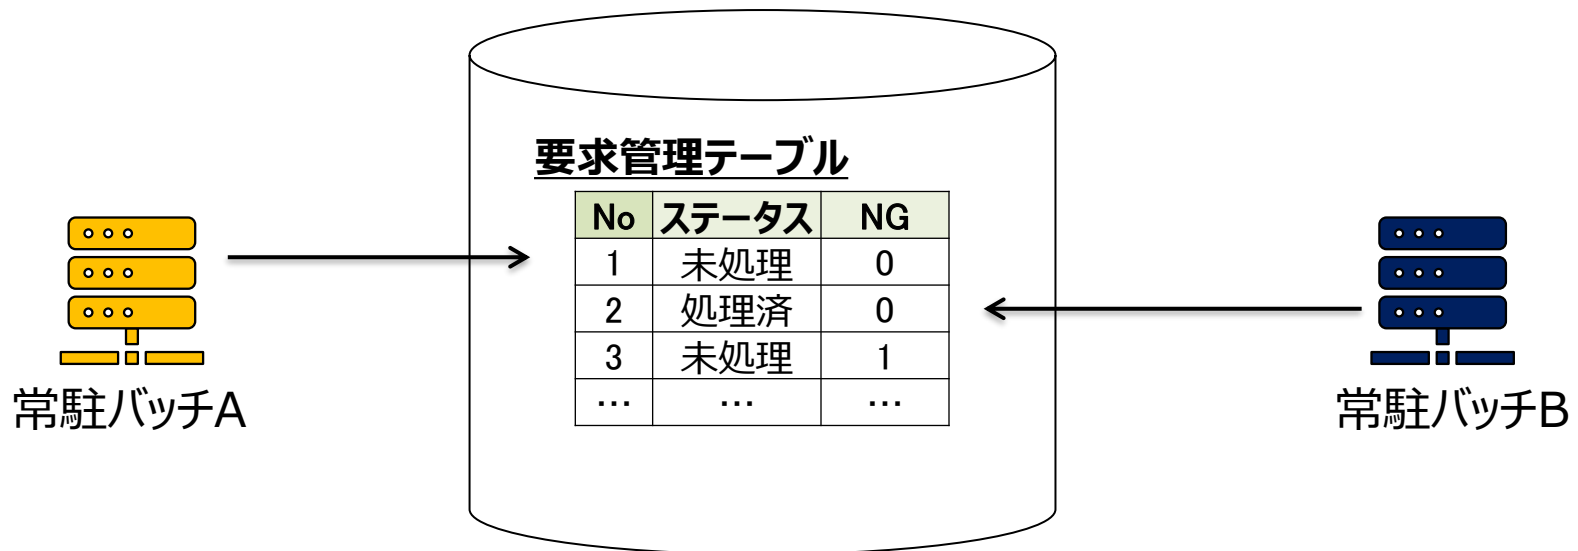 要求管理テーブル
No ステータス NG
1 未処理 0
2 処理済 0
3 未処理 1
… … …
常駐バッチA
常駐バッチB